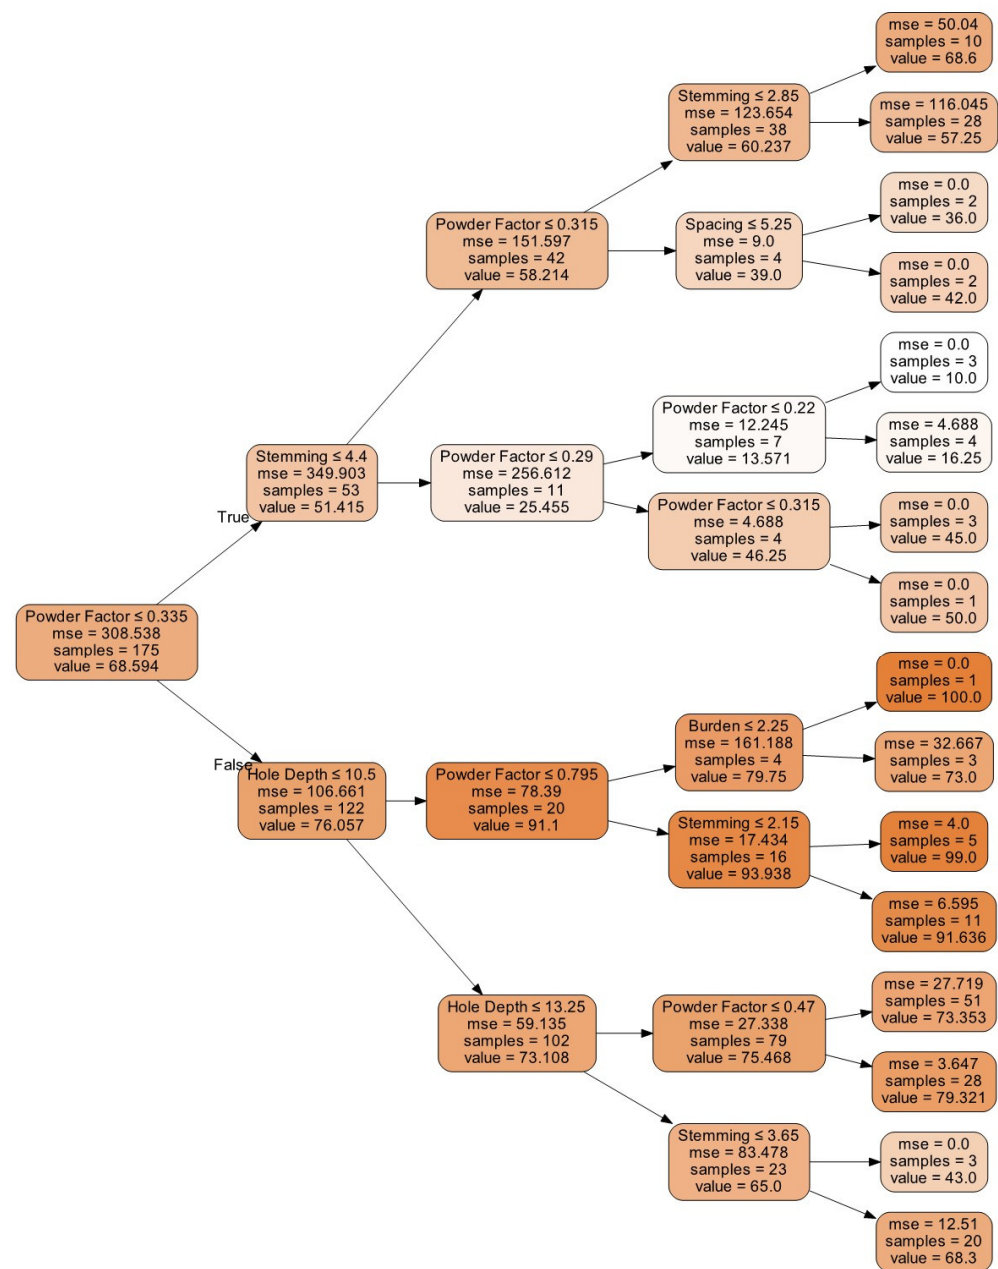 mse = 50.04
samples = 10
value = 68.6
Stemming ≤ 2.85
mse = 123.654
samples = 38
value = 60.237
mse = 116.045
samples = 28
value = 57.25
mse = 0.0
samples = 2
value = 36.0
Powder Factor ≤ 0.315
mse = 151.597
samples = 42
value = 58.214
Spacing ≤ 5.25
mse = 9.0
samples = 4
value = 39.0
mse = 0.0
samples = 2
value = 42.0
mse = 0.0
samples = 3
value = 10.0
Powder Factor ≤ 0.22
mse = 12.245
samples = 7
value = 13.571
mse = 4.688
samples = 4
value = 16.25
Stemming ≤ 4.4
mse = 349.903
samples = 53
value = 51.415
Powder Factor ≤ 0.29
mse = 256.612
samples = 11
value = 25.455
Powder Factor ≤ 0.315
mse = 4.688
samples = 4
value = 46.25
mse = 0.0
samples = 3
value = 45.0
True
mse = 0.0
samples = 1
value = 50.0
Powder Factor ≤ 0.335
mse = 308.538
samples = 175
value = 68.594
mse = 0.0
samples = 1
value = 100.0
Burden ≤ 2.25
mse = 161.188
samples = 4
value = 79.75
mse = 32.667
samples = 3
value = 73.0
False
Hole Depth ≤ 10.5
mse = 106.661
samples = 122
value = 76.057
Powder Factor ≤ 0.795
mse = 78.39
samples = 20
value = 91.1
Stemming ≤ 2.15
mse = 17.434
samples = 16
value = 93.938
mse = 4.0
samples = 5
value = 99.0
mse = 6.595
samples = 11
value = 91.636
mse = 27.719
samples = 51
value = 73.353
Hole Depth ≤ 13.25
mse = 59.135
samples = 102
value = 73.108
Powder Factor ≤ 0.47
mse = 27.338
samples = 79
value = 75.468
mse = 3.647
samples = 28
value = 79.321
Stemming ≤ 3.65
mse = 83.478
samples = 23
value = 65.0
mse = 0.0
samples = 3
value = 43.0
mse = 12.51
samples = 20
value = 68.3